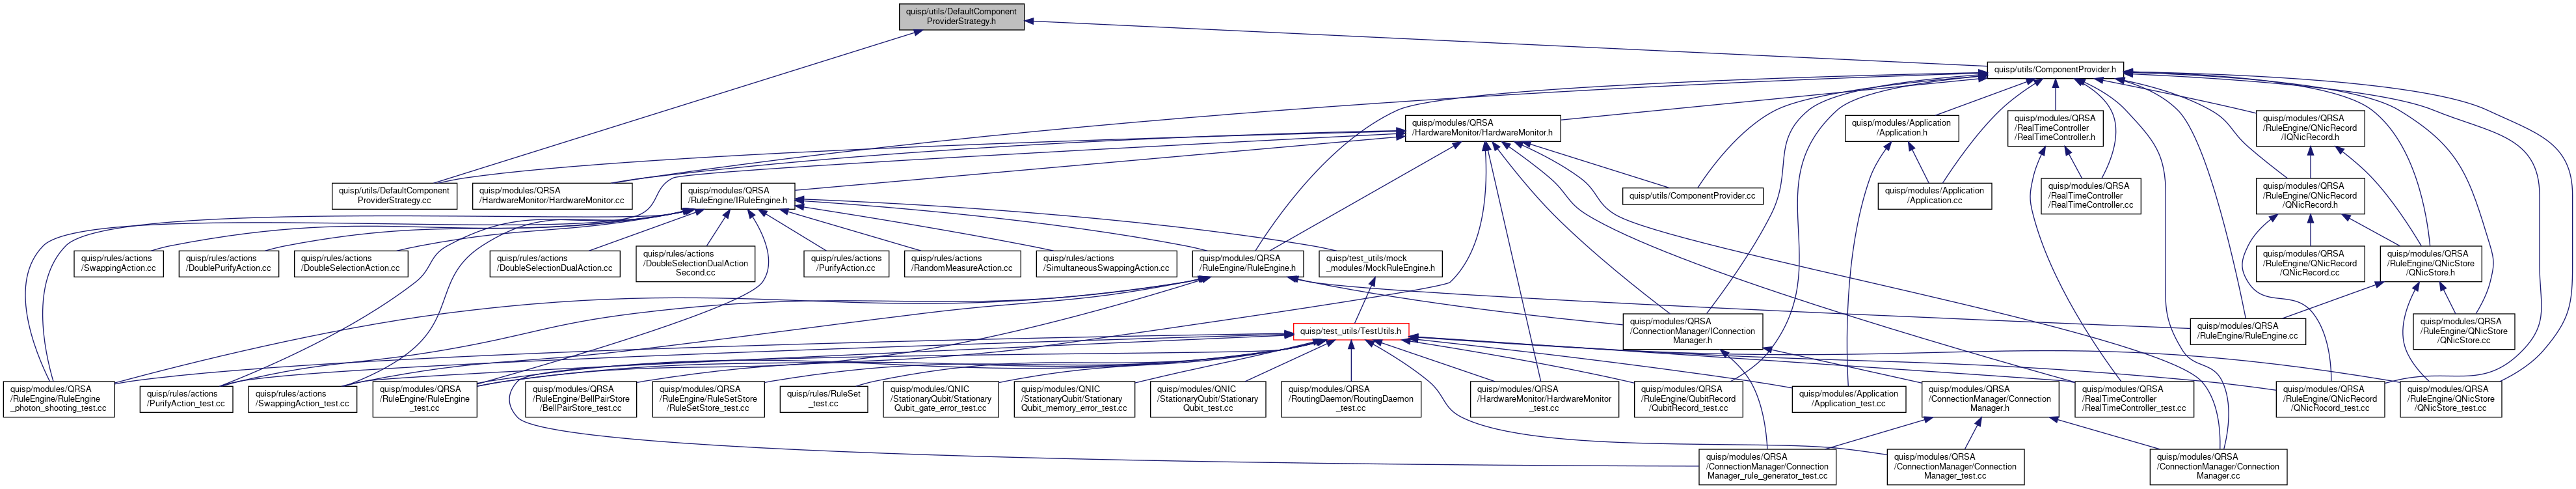 quisp/utils/DefaultComponent
ProviderStrategy.h
quisp/utils/ComponentProvider.h
quisp/modules/QRSA
/HardwareMonitor/HardwareMonitor.h
quisp/modules/Application
/Application.h
quisp/modules/QRSA
/RealTimeController
/RealTimeController.h
quisp/modules/QRSA
/RuleEngine/QNicRecord
/IQNicRecord.h
quisp/utils/DefaultComponent
ProviderStrategy.cc
quisp/modules/QRSA
/HardwareMonitor/HardwareMonitor.cc
quisp/modules/QRSA
/RuleEngine/IRuleEngine.h
quisp/utils/ComponentProvider.cc
quisp/modules/Application
/Application.cc
quisp/modules/QRSA
/RealTimeController
/RealTimeController.cc
quisp/modules/QRSA
/RuleEngine/QNicRecord
/QNicRecord.h
quisp/rules/actions
/SwappingAction.cc
quisp/rules/actions
/DoublePurifyAction.cc
quisp/rules/actions
/DoubleSelectionAction.cc
quisp/rules/actions
/DoubleSelectionDualAction.cc
quisp/rules/actions
/DoubleSelectionDualAction
Second.cc
quisp/rules/actions
/PurifyAction.cc
quisp/rules/actions
/RandomMeasureAction.cc
quisp/rules/actions
/SimultaneousSwappingAction.cc
quisp/modules/QRSA
/RuleEngine/RuleEngine.h
quisp/test_utils/mock
_modules/MockRuleEngine.h
quisp/modules/QRSA
/RuleEngine/QNicRecord
/QNicRecord.cc
quisp/modules/QRSA
/RuleEngine/QNicStore
/QNicStore.h
quisp/test_utils/TestUtils.h
quisp/modules/QRSA
/ConnectionManager/IConnection
Manager.h
quisp/modules/QRSA
/RuleEngine/RuleEngine.cc
quisp/modules/QRSA
/RuleEngine/QNicStore
/QNicStore.cc
quisp/modules/QRSA
/RuleEngine/RuleEngine
_photon_shooting_test.cc
quisp/rules/actions
/PurifyAction_test.cc
quisp/rules/actions
/SwappingAction_test.cc
quisp/modules/QRSA
/RuleEngine/RuleEngine
_test.cc
quisp/modules/QRSA
/RuleEngine/BellPairStore
/BellPairStore_test.cc
quisp/modules/QRSA
/RuleEngine/RuleSetStore
/RuleSetStore_test.cc
quisp/rules/RuleSet
_test.cc
quisp/modules/QNIC
/StationaryQubit/Stationary
Qubit_gate_error_test.cc
quisp/modules/QNIC
/StationaryQubit/Stationary
Qubit_memory_error_test.cc
quisp/modules/QNIC
/StationaryQubit/Stationary
Qubit_test.cc
quisp/modules/QRSA
/RoutingDaemon/RoutingDaemon
_test.cc
quisp/modules/QRSA
/HardwareMonitor/HardwareMonitor
_test.cc
quisp/modules/QRSA
/RuleEngine/QubitRecord
/QubitRecord_test.cc
quisp/modules/Application
/Application_test.cc
quisp/modules/QRSA
/ConnectionManager/Connection
Manager.h
quisp/modules/QRSA
/RealTimeController
/RealTimeController_test.cc
quisp/modules/QRSA
/RuleEngine/QNicRecord
/QNicRocord_test.cc
quisp/modules/QRSA
/RuleEngine/QNicStore
/QNicStore_test.cc
quisp/modules/QRSA
/ConnectionManager/Connection
Manager_rule_generator_test.cc
quisp/modules/QRSA
/ConnectionManager/Connection
Manager_test.cc
quisp/modules/QRSA
/ConnectionManager/Connection
Manager.cc